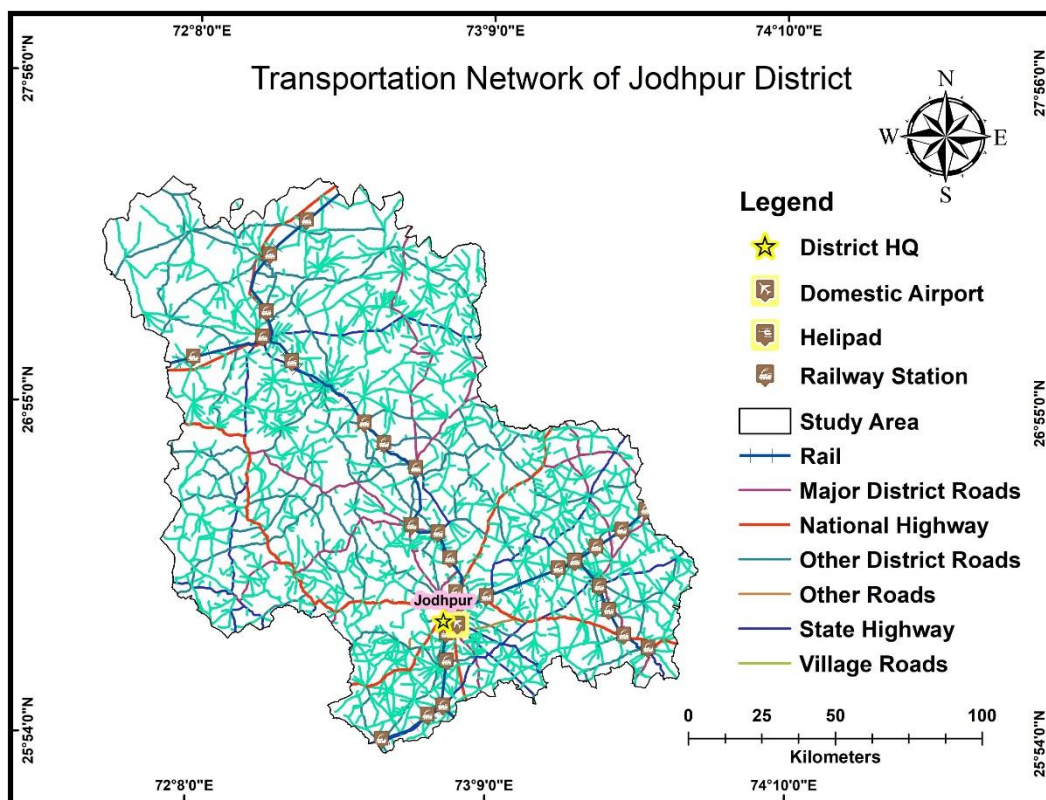 72°8'0"E
73°9'0"E
74°10'0"E
27°56'0"N
27°56'0"N
Transportation Network of Jodhpur District
N
W
E
S
Legend
District HQ
Domestic Airport
Helipad
Railway Station
Study Area
Rail
Major District Roads
National Highway
Other District Roads
Other Roads
State Highway
Village Roads
26°55'0"N
26°55'0"N
Jodhpur
25°54'0"N
25°54'0"N
0 25 50 100
Kilometers
72°8'0"E
73°9'0"E
74°10'0"E